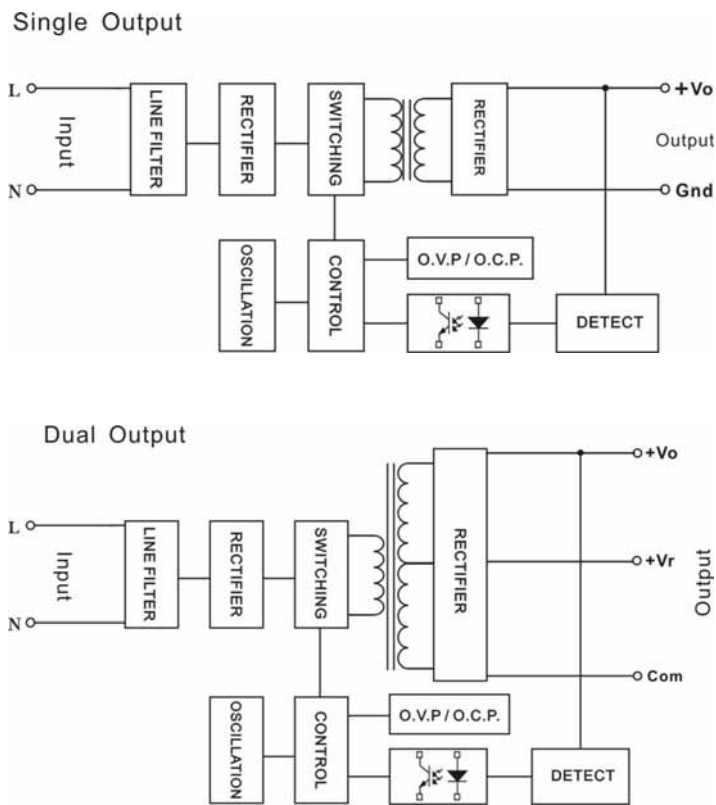 Single Output
L
Input
N
LINE FILTER
RECTIFIER
SWITCHING
RECTIFIER
+Vo
Output
Gnd
OSCILLATION
CONTROL
O.V.P / O.C.P.
DETECT
Dual Output
L
Input
N
LINE FILTER
RECTIFIER
SWITCHING
RECTIFIER
+Vo
+Vr
Output
Com
OSCILLATION
CONTROL
O.V.P / O.C.P.
DETECT